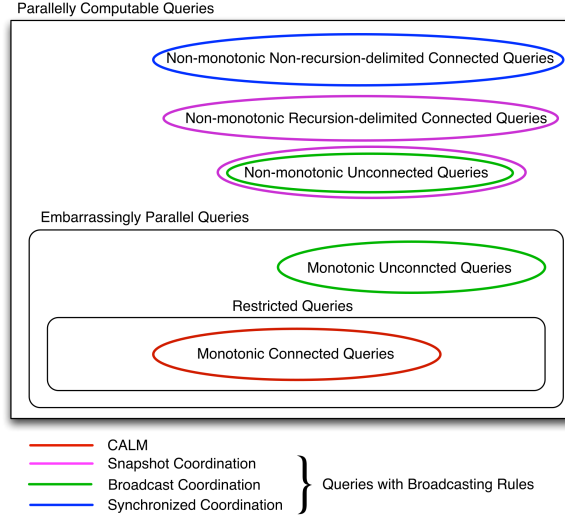 Parallelly Computable Queries
Non-monotonic Non-recursion-delimited Connected Queries
Non-monotonic Recursion-delimited Connected Queries
Non-monotonic Unconnected Queries
Embarrassingly Parallel Queries
Monotonic Unconncted Queries
Restricted Queries
Monotonic Connected Queries
CALM
Snapshot Coordination
Broadcast Coordination
Synchronized Coordination
Queries with Broadcasting Rules